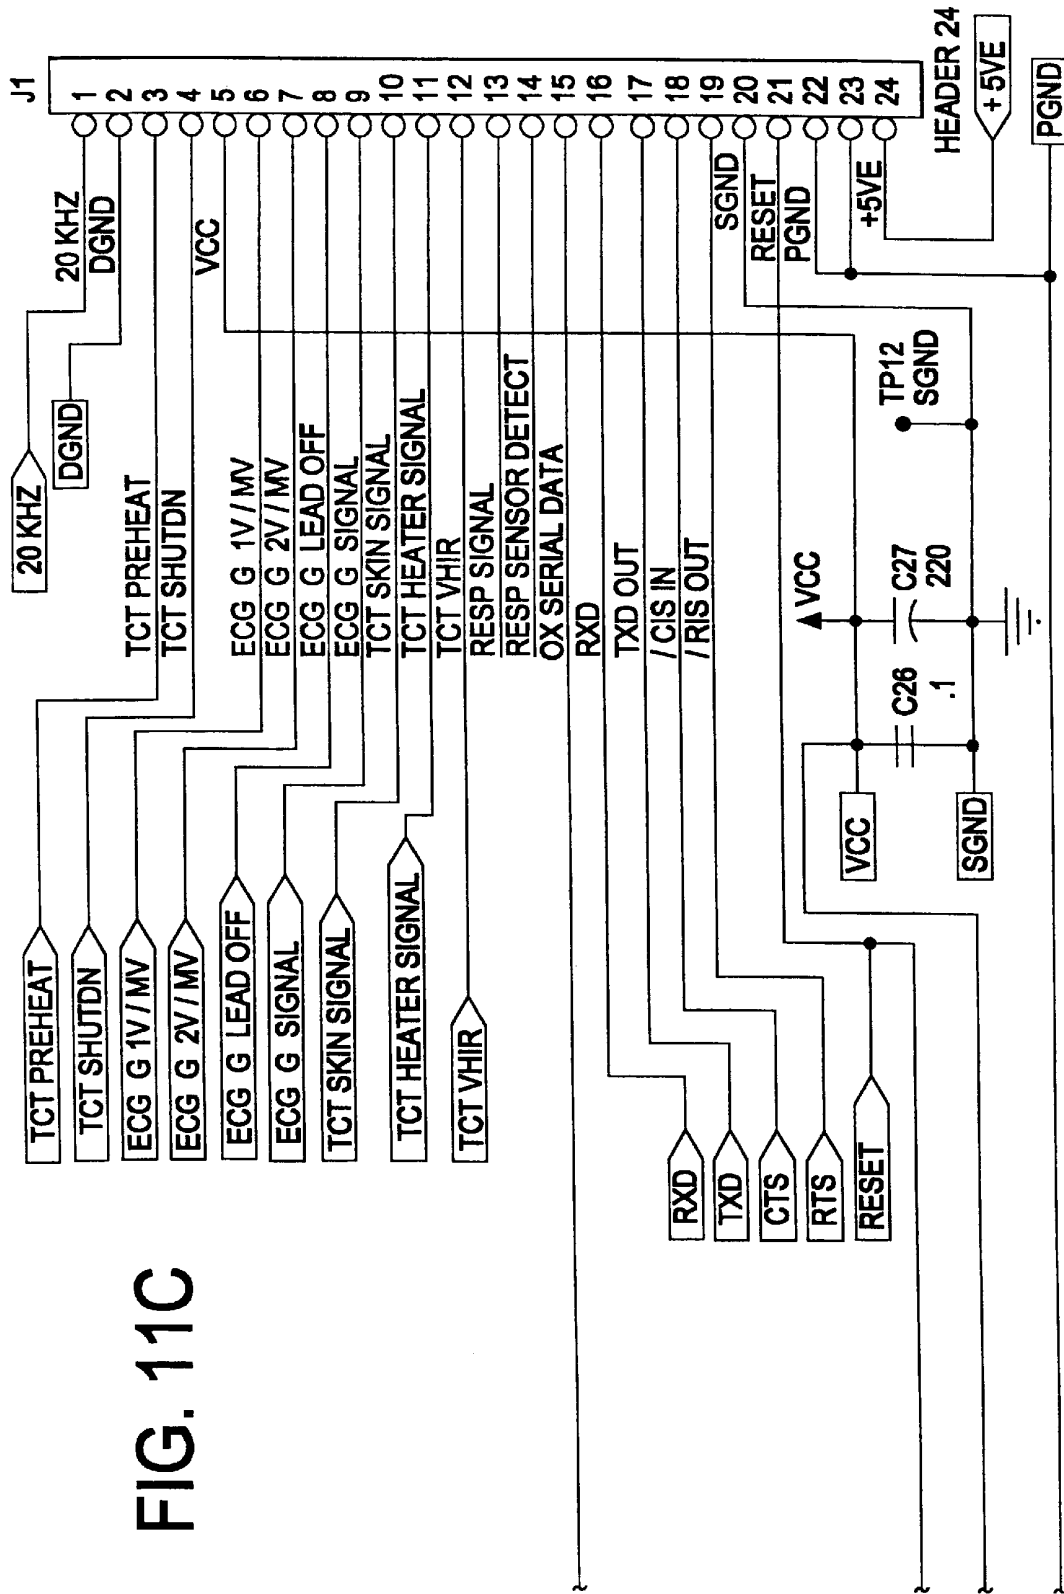 FIG. 11C
J1
1
2
3
4
5
6
7
8
9
10
11
12
13
14
15
16
17
18
19
20
21
22
23
24
HEADER 24
20 KHZ
DGND
VCC
SGND
RESET
PGND
+5VE
+ 5VE
PGND
20 KHZ
DGND
TCT PREHEAT
TCT SHUTDN
ECG G 1V / MV
ECG G 2V / MV
ECG G LEAD OFF
ECG G SIGNAL
TCT SKIN SIGNAL
TCT HEATER SIGNAL
TCT VHIR
RESP SIGNAL
RESP SENSOR DETECT
OX SERIAL DATA
RXD
TXD OUT
/ CIS IN
/ RIS OUT
TCT PREHEAT
TCT SHUTDN
ECG G 1V / MV
ECG G 2V / MV
ECG G LEAD OFF
ECG G SIGNAL
TCT SKIN SIGNAL
TCT HEATER SIGNAL
TCT VHIR
RXD
TXD
CTS
RTS
RESET
VCC
VCC
C26
.1
C27
220
TP12
SGND
SGND